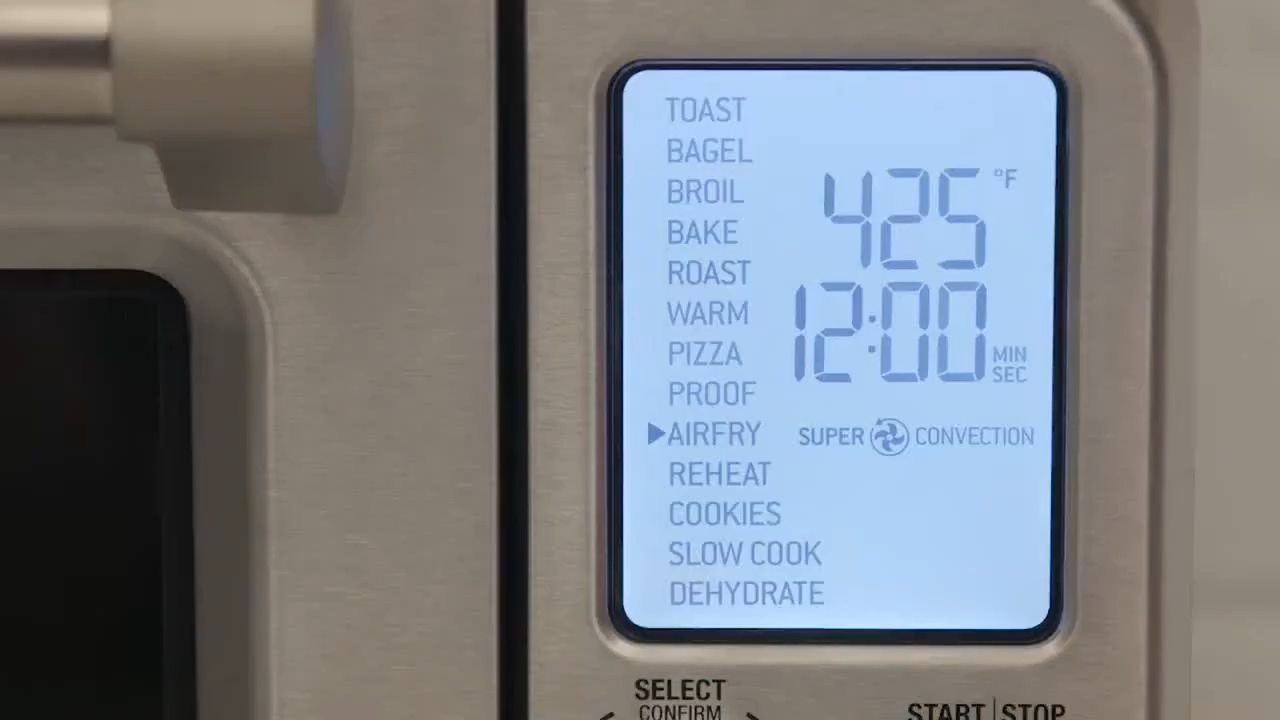 TOAST
BAGEL
BROIL
BAKE
ROAST
WARM
PIZZA
PROOF
AIRFRY
REHEAT
COOKIES
SLOW COOK
DEHYDRATE
425 °F
12:00 MIN SEC
SUPER CONVECTION
SELECT
CONFIRM
START|STOP